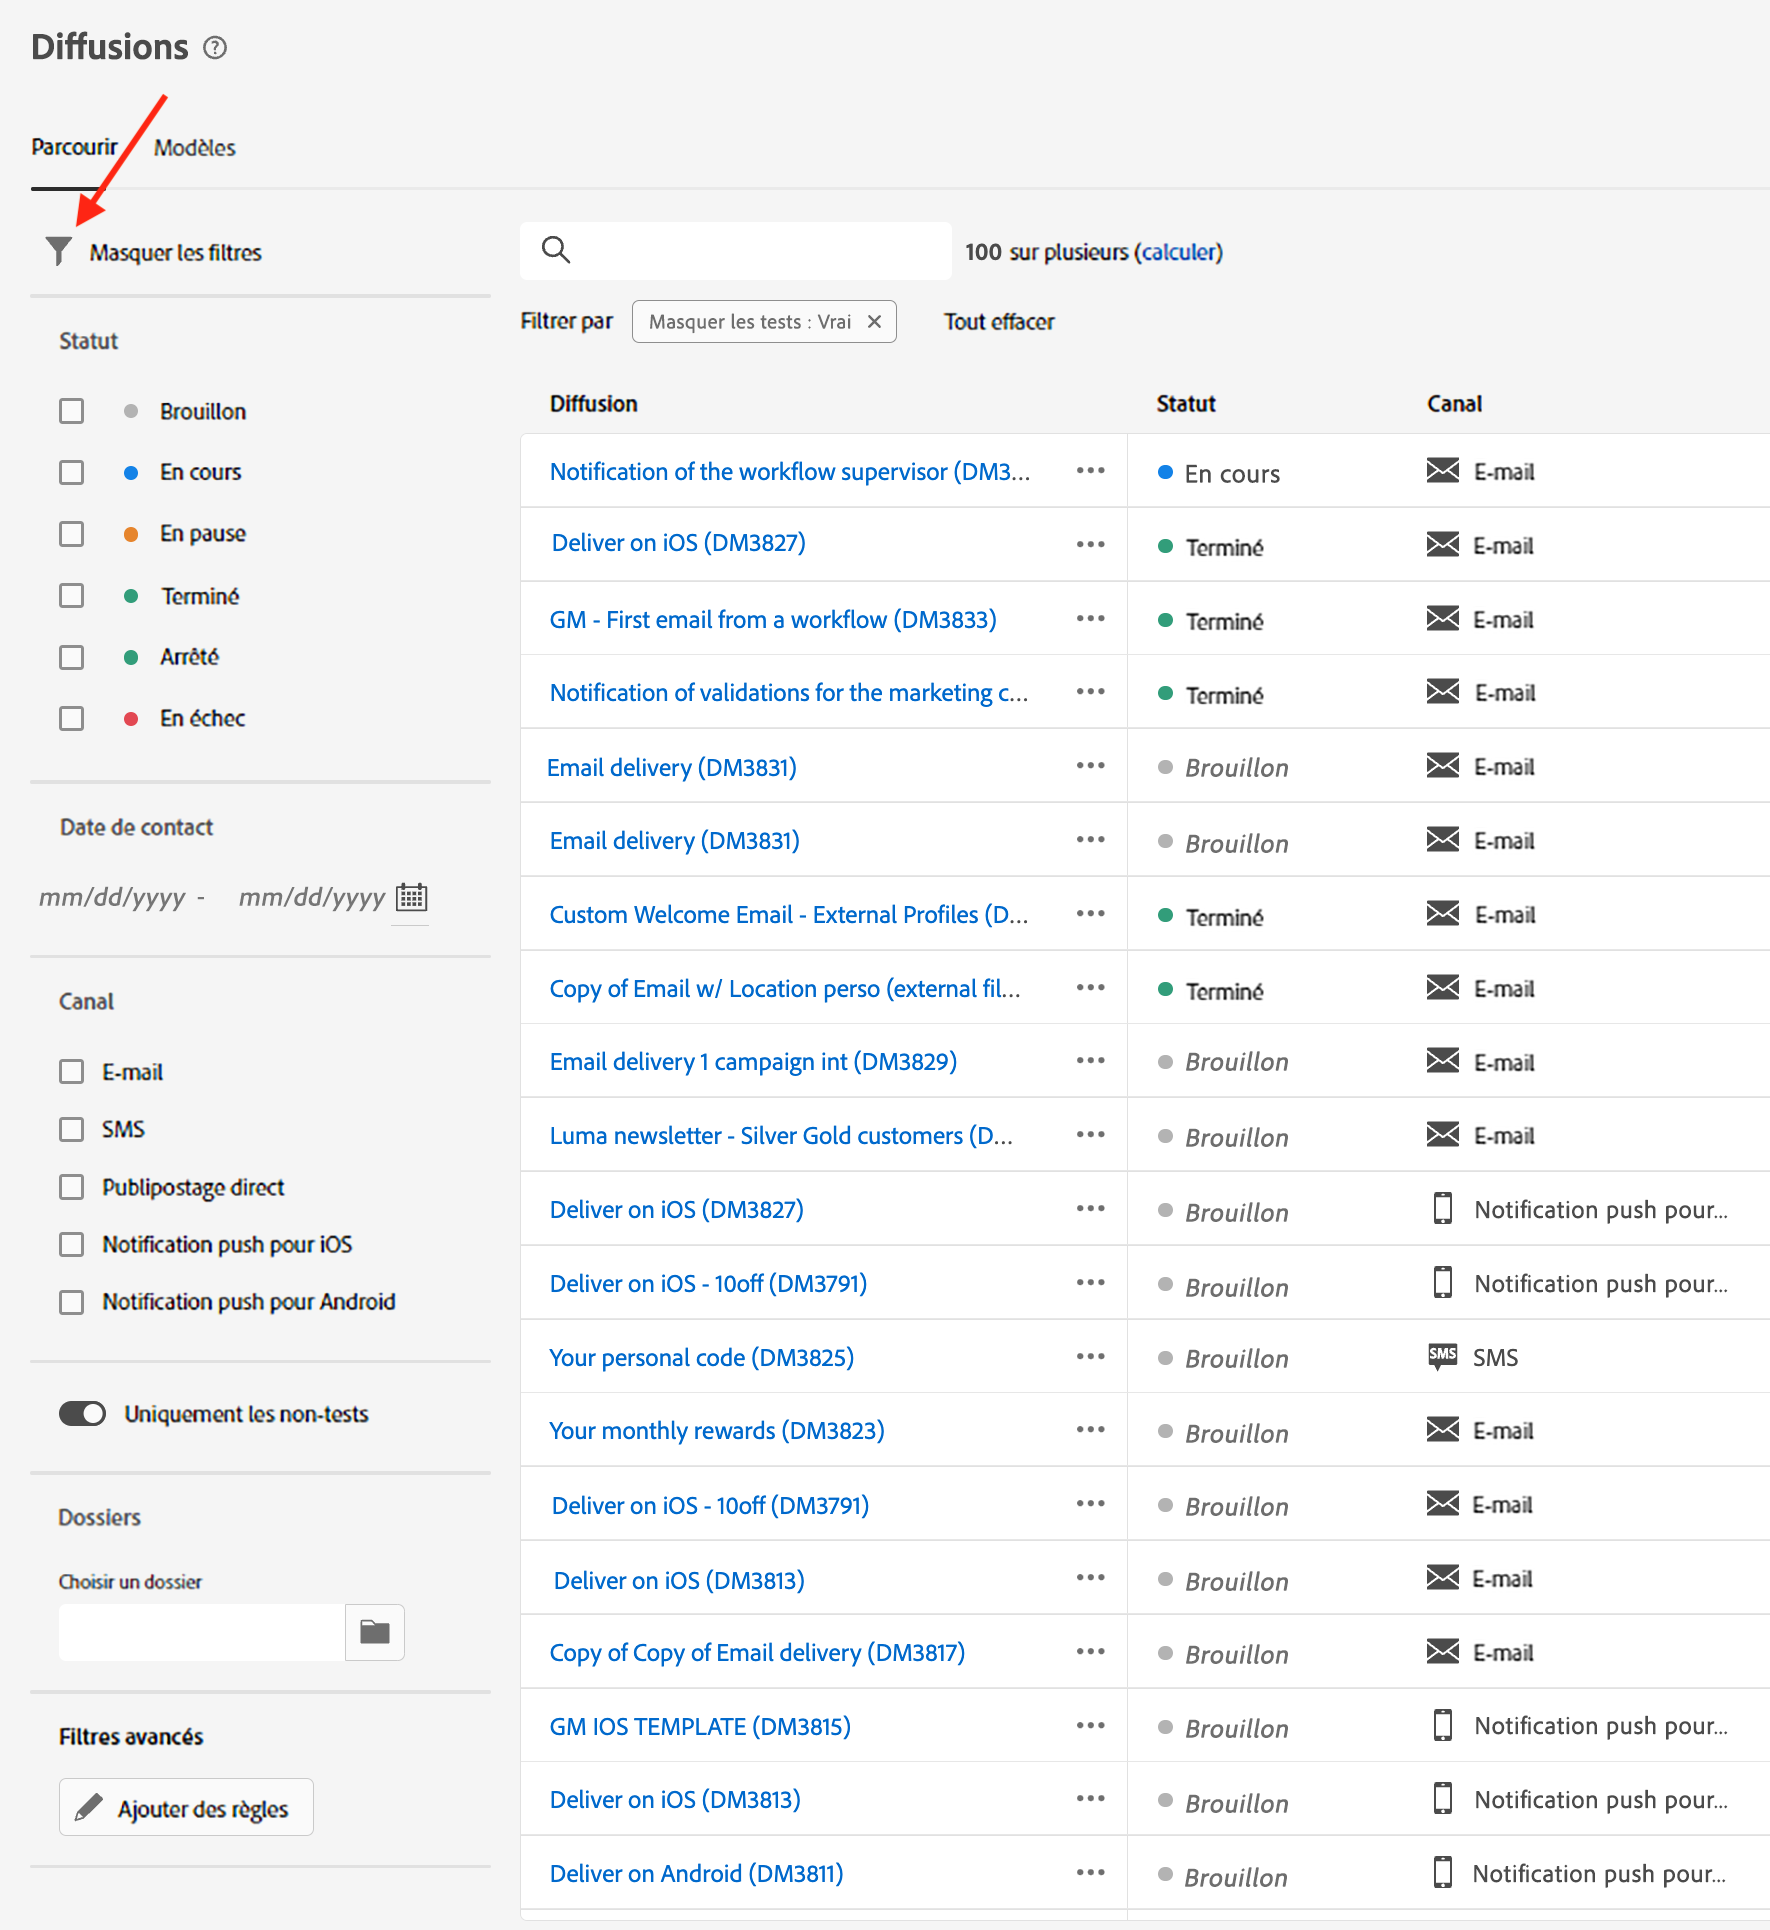 Diffusions ?
Parcourir Modèles
Masquer les filtres
Statut
Brouillon
En cours
En pause
Terminé
Arrêté
En échec
Date de contact
mm/dd/yyyy - mm/dd/yyyy
Canal
E-mail
SMS
Publipostage direct
Notification push pour iOS
Notification push pour Android
Uniquement les non-tests
Dossiers
Choisir un dossier
Filtres avancés
Ajouter des règles
100 sur plusieurs (calculer)
Filtrer par Masquer les tests : Vrai Tout effacer
Diffusion Statut Canal
Notification of the workflow supervisor (DM3... En cours E-mail
Deliver on iOS (DM3827) Terminé E-mail
GM - First email from a workflow (DM3833) Terminé E-mail
Notification of validations for the marketing c... Terminé E-mail
Email delivery (DM3831) Brouillon E-mail
Email delivery (DM3831) Brouillon E-mail
Custom Welcome Email - External Profiles (D... Terminé E-mail
Copy of Email w/ Location perso (external fil... Terminé E-mail
Email delivery 1 campaign int (DM3829) Brouillon E-mail
Luma newsletter - Silver Gold customers (D... Brouillon E-mail
Deliver on iOS (DM3827) Brouillon Notification push pour...
Deliver on iOS - 10off (DM3791) Brouillon Notification push pour...
Your personal code (DM3825) Brouillon SMS SMS
Your monthly rewards (DM3823) Brouillon E-mail
Deliver on iOS - 10off (DM3791) Brouillon E-mail
Deliver on iOS (DM3813) Brouillon E-mail
Copy of Copy of Email delivery (DM3817) Brouillon E-mail
GM IOS TEMPLATE (DM3815) Brouillon Notification push pour...
Deliver on iOS (DM3813) Brouillon Notification push pour...
Deliver on Android (DM3811) Brouillon Notification push pour...